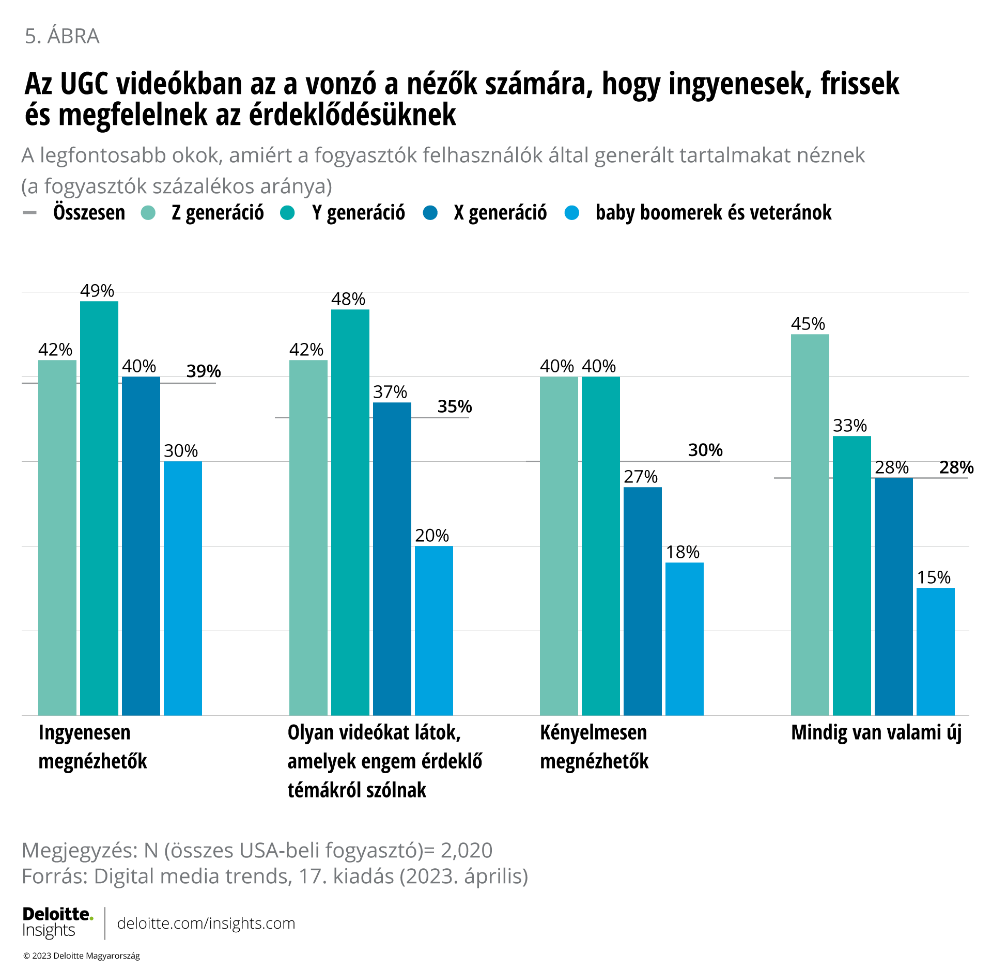 5. ÁBRA
Az UGC videókban az a vonzó a nézők számára, hogy ingyenesek, frissek
és megfelelnek az érdeklődésüknek
A legfontosabb okok, amiért a fogyasztók felhasználók által generált tartalmakat néznek
(a fogyasztók százalékos aránya)
Összesen Z generáció Y generáció X generáció baby boomerek és veteránok
42% 49% 40% 30% 39%
42% 48% 37% 20% 35%
40% 40% 27% 18% 30%
45% 33% 28% 15% 28%
Ingyenesen
megnézhetők
Olyan videókat látok,
amelyek engem érdeklő
témákról szólnak
Kényelmesen
megnézhetők
Mindig van valami új
Megjegyzés: N (összes USA-beli fogyasztó)= 2,020
Forrás: Digital media trends, 17. kiadás (2023. április)
Deloitte.
Insights
deloitte.com/insights.com
© 2023 Deloitte Magyarország